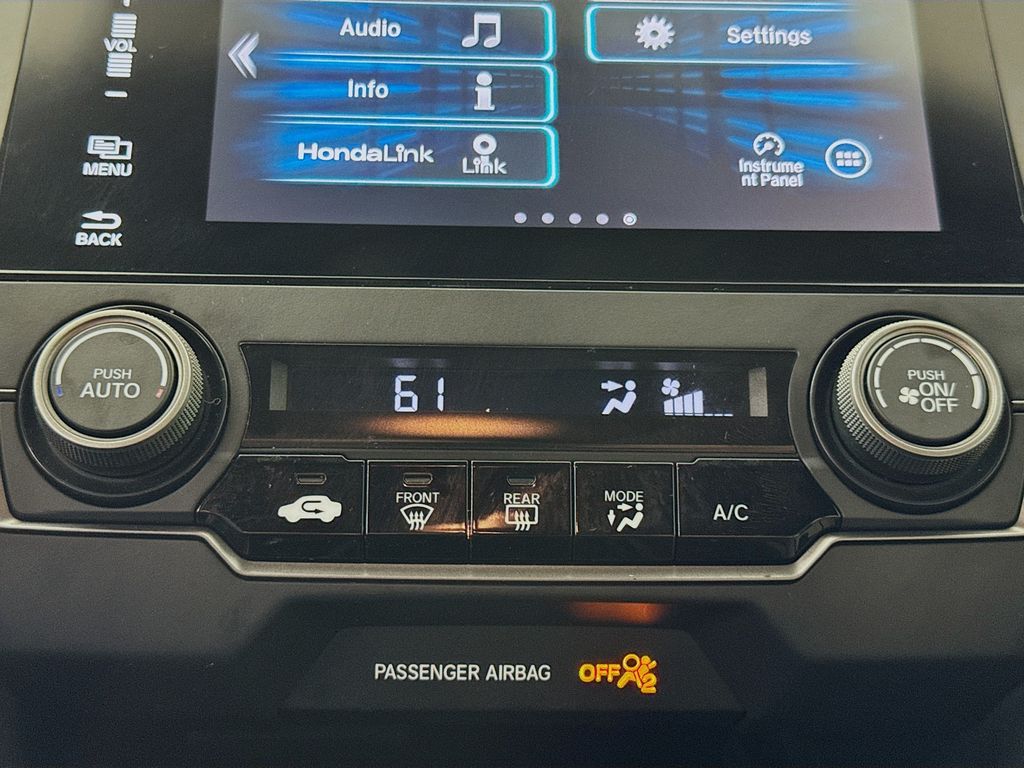 VOL
Audio
Settings
Info
HondaLink
Link
Instrume
nt Panel
MENU
BACK
PUSH
AUTO
61
PUSH
ON/
OFF
FRONT
REAR
MODE
A/C
PASSENGER AIRBAG
OFF
2